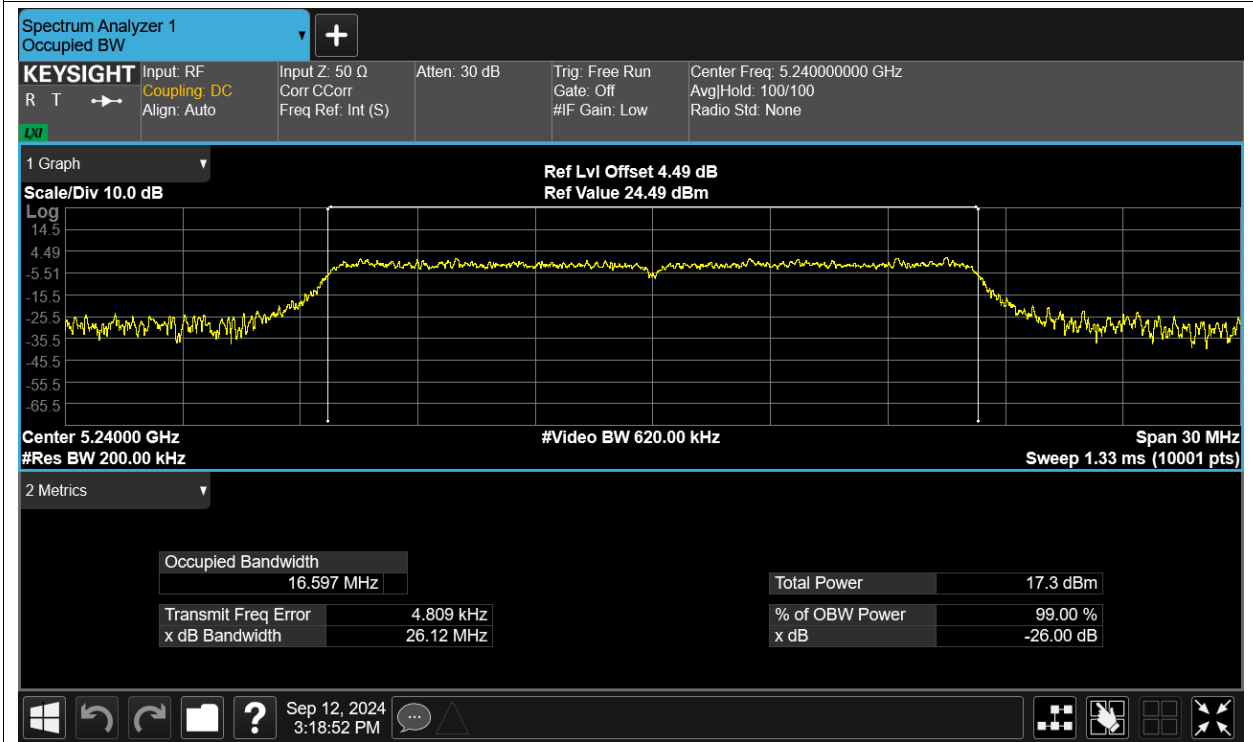 Spectrum Analyzer 1
Occupied BW
KEYSIGHT
R T
LXI
Input: RF
Coupling: DC
Align: Auto
Input Z: 50 Ω
Corr CCorr
Freq Ref: Int (S)
Atten: 30 dB
Trig: Free Run
Gate: Off
#IF Gain: Low
Center Freq: 5.240000000 GHz
Avg|Hold: 100/100
Radio Std: None
1 Graph
Scale/Div 10.0 dB
Ref Lvl Offset 4.49 dB
Ref Value 24.49 dBm
Log
14.5
4.49
-5.51
-15.5
-25.5
-35.5
-45.5
-55.5
-65.5
Center 5.24000 GHz
#Res BW 200.00 kHz
#Video BW 620.00 kHz
Span 30 MHz
Sweep 1.33 ms (10001 pts)
2 Metrics
Occupied Bandwidth
16.597 MHz
Transmit Freq Error 4.809 kHz
x dB Bandwidth 26.12 MHz
Total Power 17.3 dBm
% of OBW Power 99.00 %
x dB -26.00 dB
?
Sep 12, 2024
3:18:52 PM